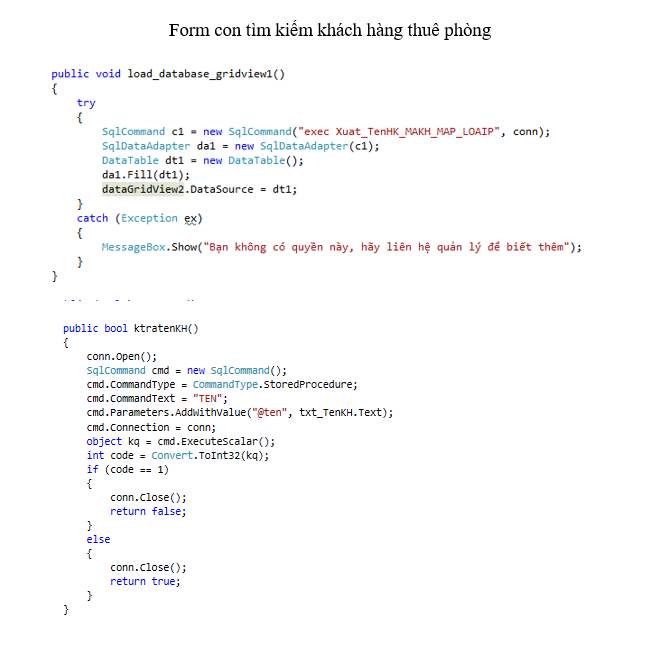 Form con tìm kiếm khách hàng thuê phòng
public void load_database_gridview1()
{
try
{
SqlCommand c1 = new SqlCommand("exec Xuat_TenHK_MAKH_MAP_LOAIP", conn);
SqlDataAdapter da1 = new SqlDataAdapter(c1);
DataTable dt1 = new DataTable();
da1.Fill(dt1);
dataGridView2.DataSource = dt1;
}
catch (Exception ex)
{
MessageBox.Show("Bạn không có quyền này, hãy liên hệ quản lý để biết thêm");
}
}
public bool ktratenKH()
{
conn.Open();
SqlCommand cmd = new SqlCommand();
cmd.CommandType = CommandType.StoredProcedure;
cmd.CommandText = "TEN";
cmd.Parameters.AddWithValue("@ten", txt_TenKH.Text);
cmd.Connection = conn;
object kq = cmd.ExecuteScalar();
int code = Convert.ToInt32(kq);
if (code == 1)
{
conn.Close();
return false;
}
else
{
conn.Close();
return true;
}
}